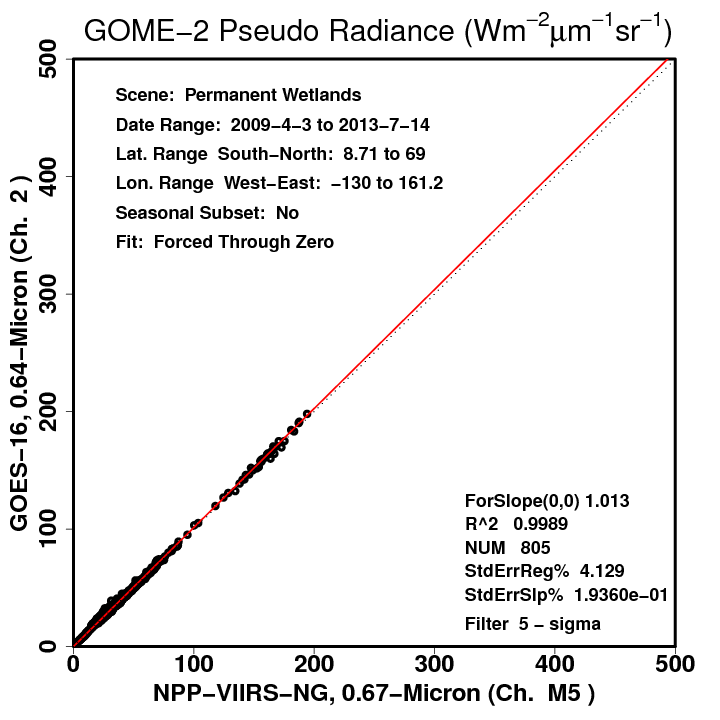 GOME−2 Pseudo Radiance (Wm−2μm−1sr−1)
Scene: Permanent Wetlands
Date Range: 2009−4−3 to 2013−7−14
Lat. Range South−North: 8.71 to 69
Lon. Range West−East: −130 to 161.2
Seasonal Subset: No
Fit: Forced Through Zero
GOES−16, 0.64−Micron (Ch. 2 )
500
400
300
200
100
0
ForSlope(0,0) 1.013
R^2 0.9989
NUM 805
StdErrReg% 4.129
StdErrSlp% 1.9360e−01
Filter 5 − sigma
0 100 200 300 400 500
NPP−VIIRS−NG, 0.67−Micron (Ch. M5 )